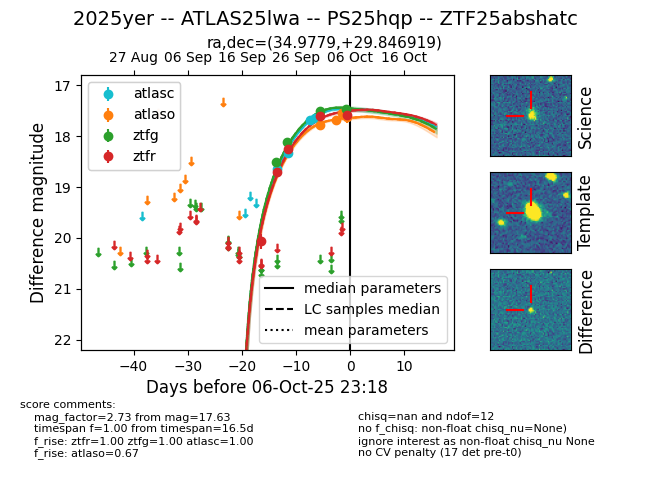 2025yer -- ATLAS25lwa -- PS25hqp -- ZTF25abshatc
ra,dec=(34.9779,+29.846919)
27 Aug 06 Sep 16 Sep 26 Sep 06 Oct 16 Oct
17
18
19
20
21
22
Difference magnitude
atlasc
atlaso
ztfg
ztfr
median parameters
LC samples median
mean parameters
−40 −30 −20 −10 0 10
Days before 06-Oct-25 23:18
Science
Template
Difference
score comments:
mag_factor=2.73 from mag=17.63
timespan f=1.00 from timespan=16.5d
f_rise: ztfr=1.00 ztfg=1.00 atlasc=1.00
f_rise: atlaso=0.67
chisq=nan and ndof=12
no f_chisq: non-float chisq_nu=None)
ignore interest as non-float chisq_nu None
no CV penalty (17 det pre-t0)